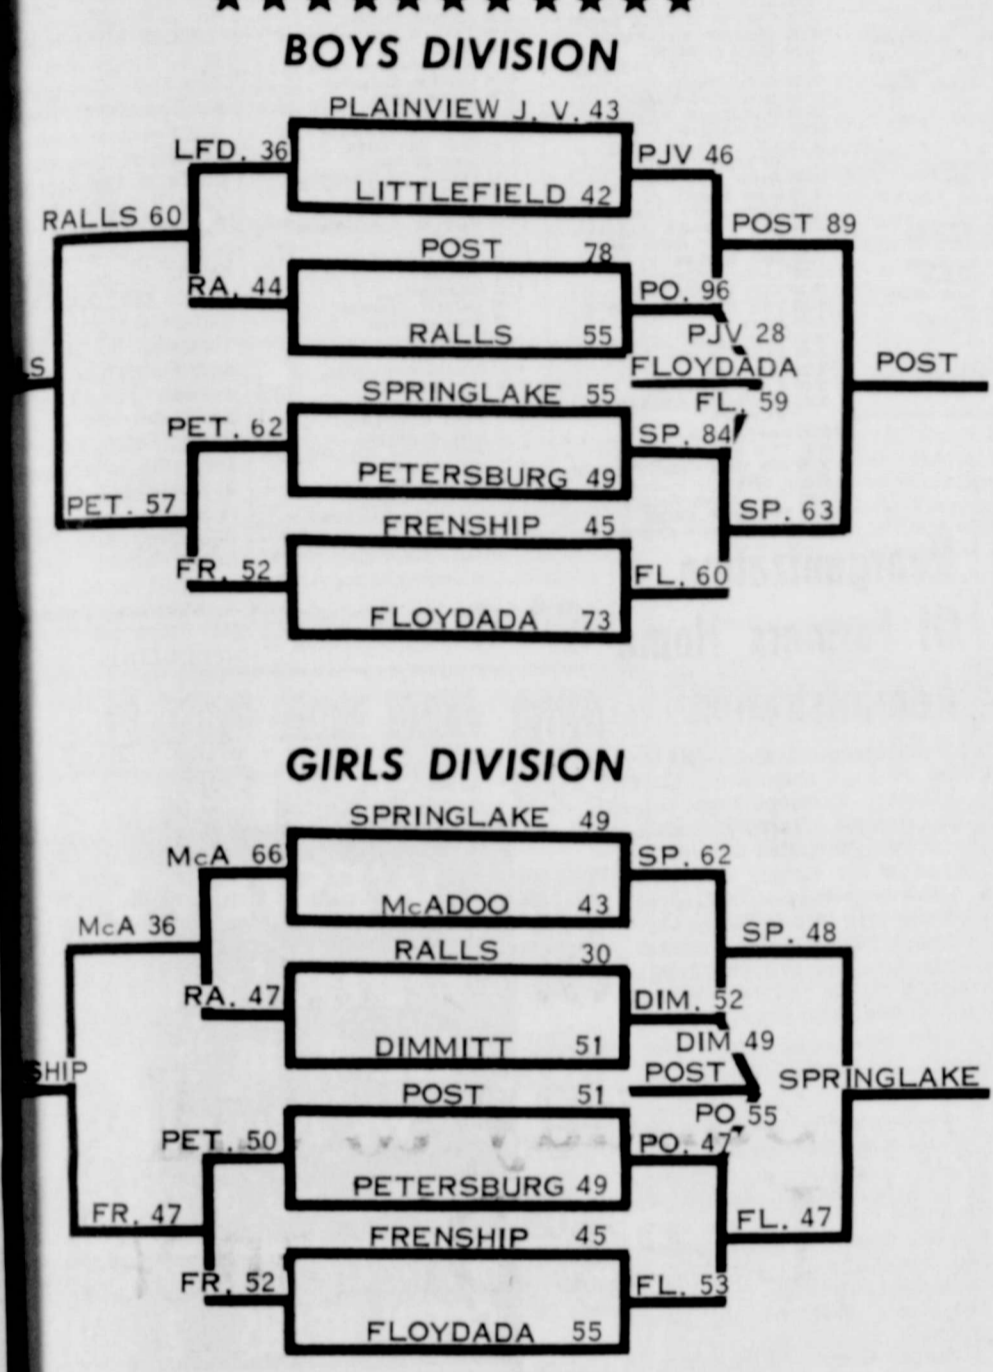 BOYS DIVISION
PLAINVIEW J. V. 43
LFD. 36
PJV 46
LITTLEFIELD 42
RALLS 60
POST 89
POST 78
RA. 44
PO. 96
RALLS 55
PJV 28
FLOYDADA
POST
SPRINGLAKE 55
FL. 59
PET. 62
SP. 84
PETERSBURG 49
PET. 57
SP. 63
FRENSHIP 45
FR. 52
FL. 60
FLOYDADA 73
GIRLS DIVISION
SPRINGLAKE 49
McA 66
SP. 62
McADOO 43
McA 36
SP. 48
RALLS 30
RA. 47
DIM. 52
DIMMITT 51
DIM 49
SHIP
POST
SPRINGLAKE
POST 51
PO. 55
PET. 50
PO. 47
PETERSBURG 49
FR. 47
FL. 47
FRENSHIP 45
FR. 52
FL. 53
FLOYDADA 55